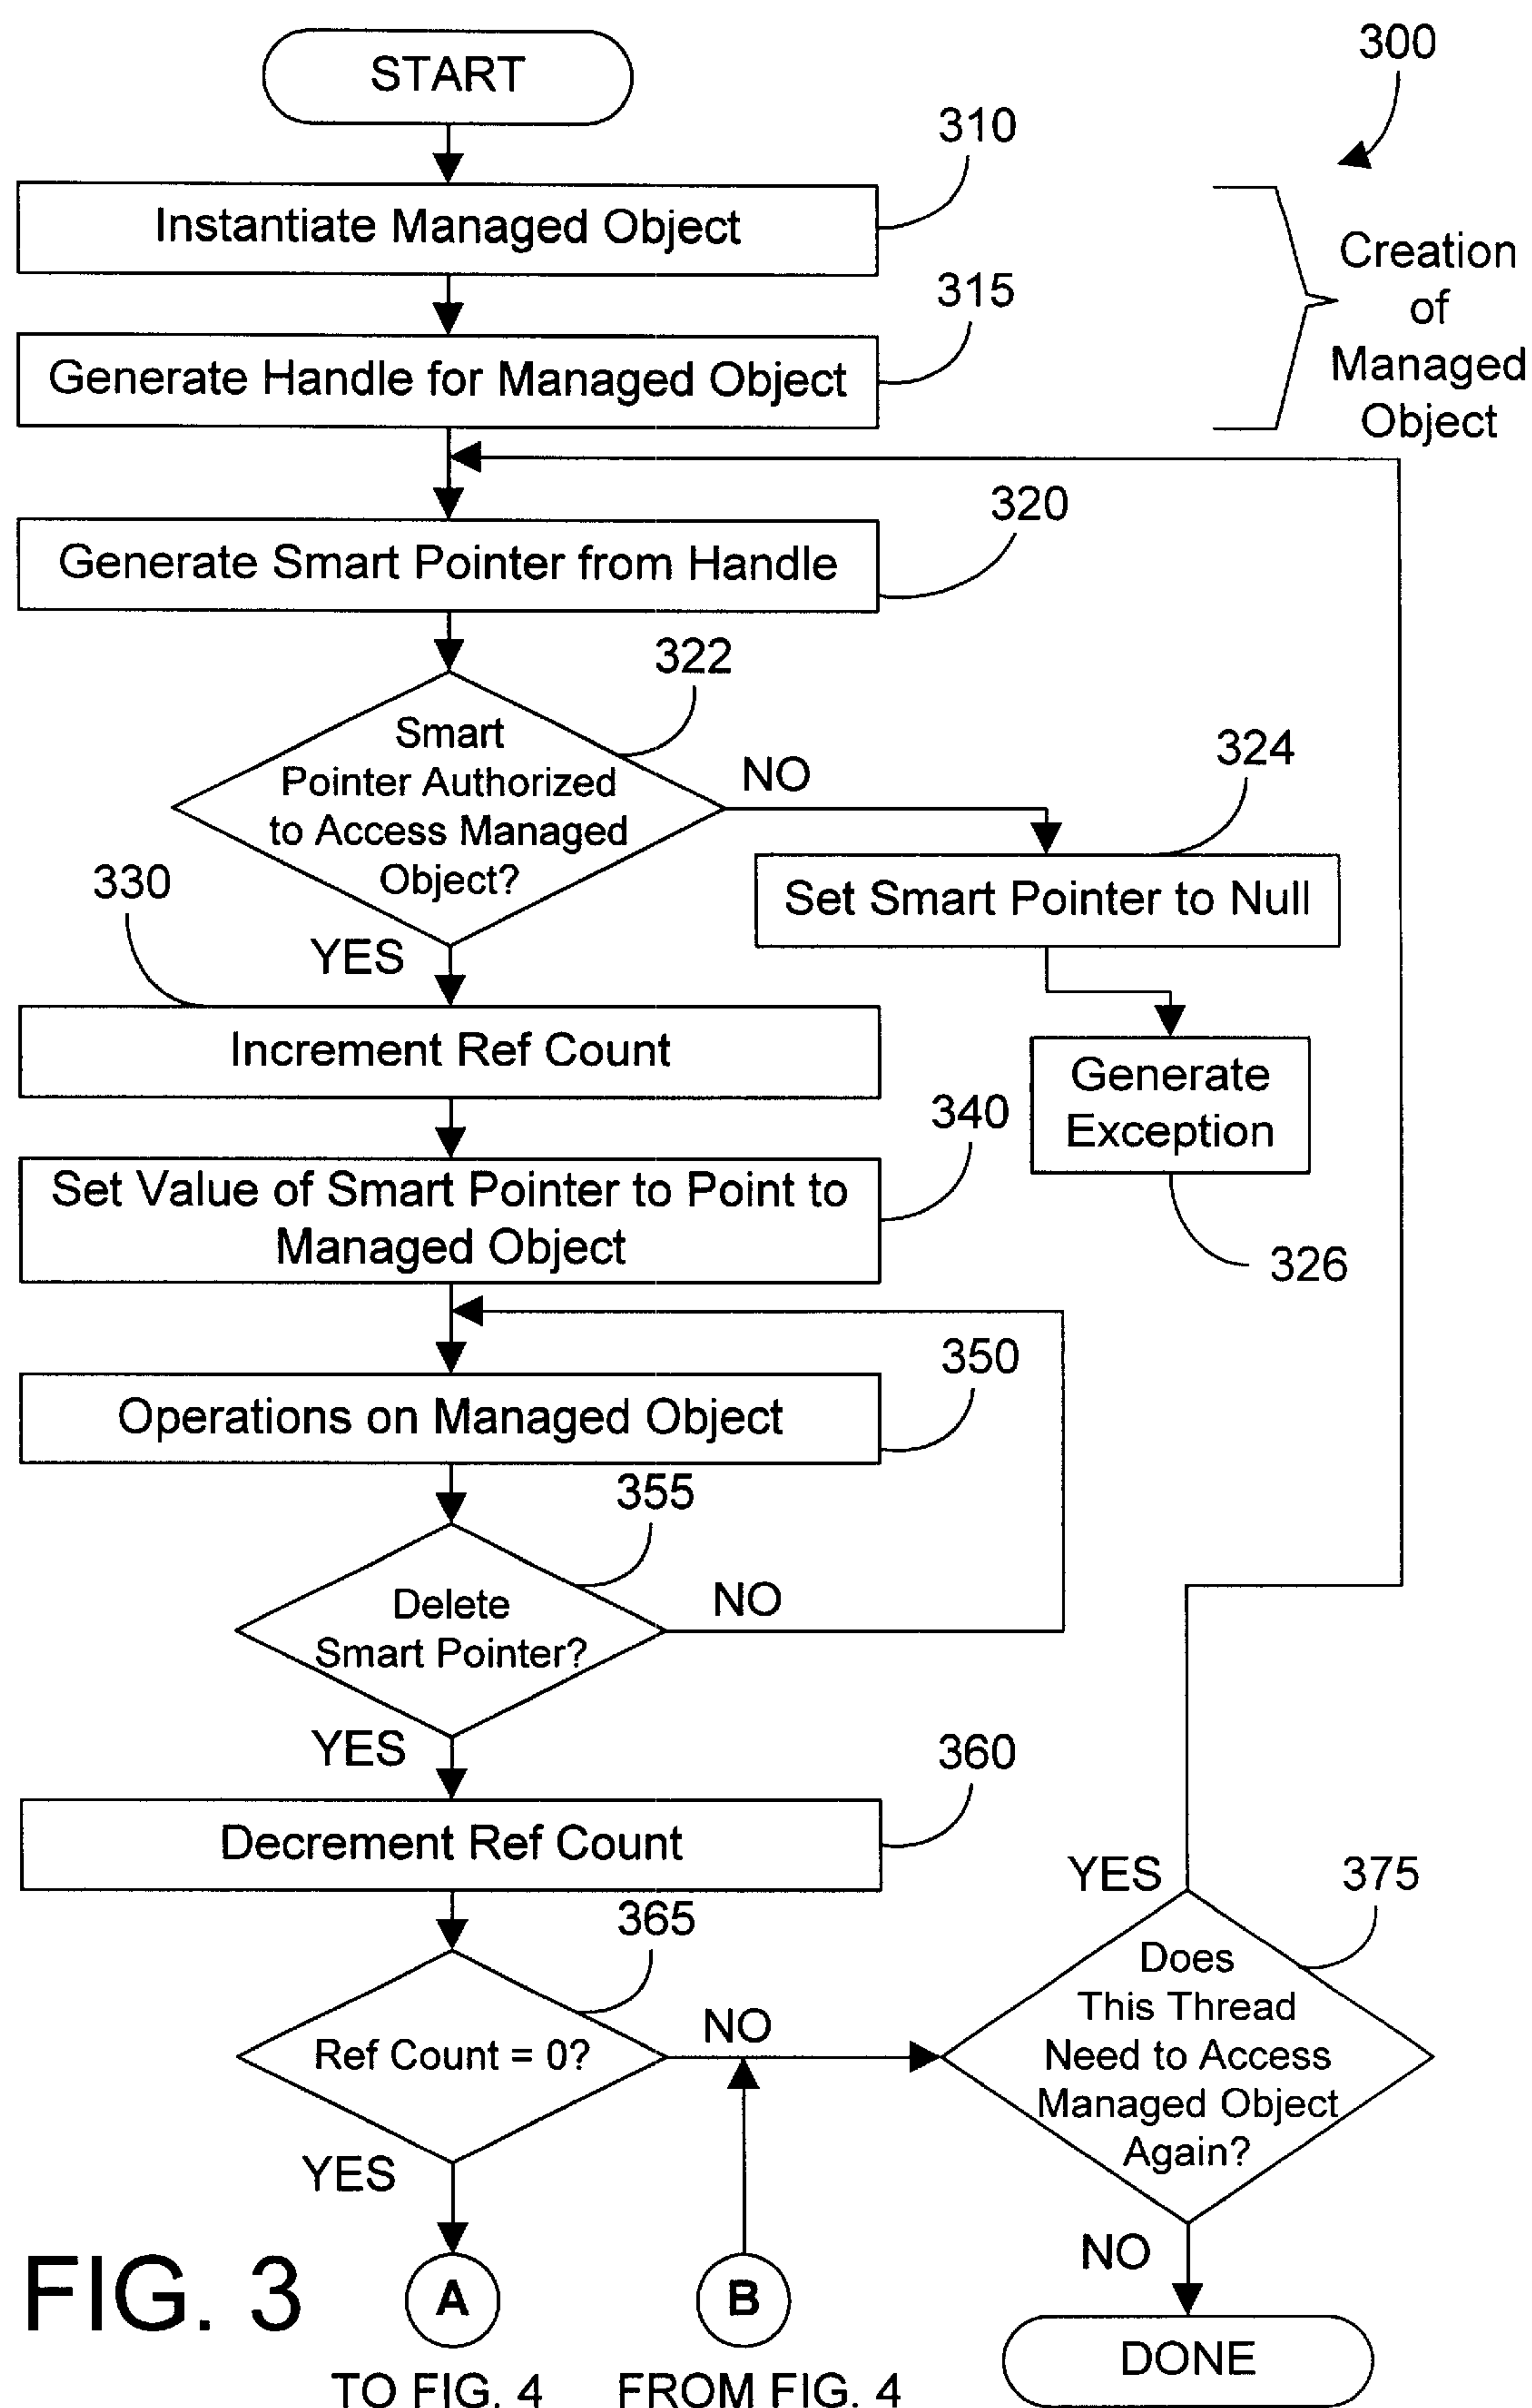 START
300
310
Instantiate Managed Object
Creation
of
Managed
Object
315
Generate Handle for Managed Object
320
Generate Smart Pointer from Handle
322
Smart
Pointer Authorized
to Access Managed
Object?
NO
324
330
Set Smart Pointer to Null
YES
Increment Ref Count
Generate
Exception
340
Set Value of Smart Pointer to Point to
Managed Object
326
350
Operations on Managed Object
355
Delete
Smart Pointer?
NO
YES
360
Decrement Ref Count
YES
375
365
Does
This Thread
Need to Access
Managed Object
Again?
Ref Count = 0?
NO
YES
NO
FIG. 3
A
B
DONE
TO FIG. 4
FROM FIG. 4